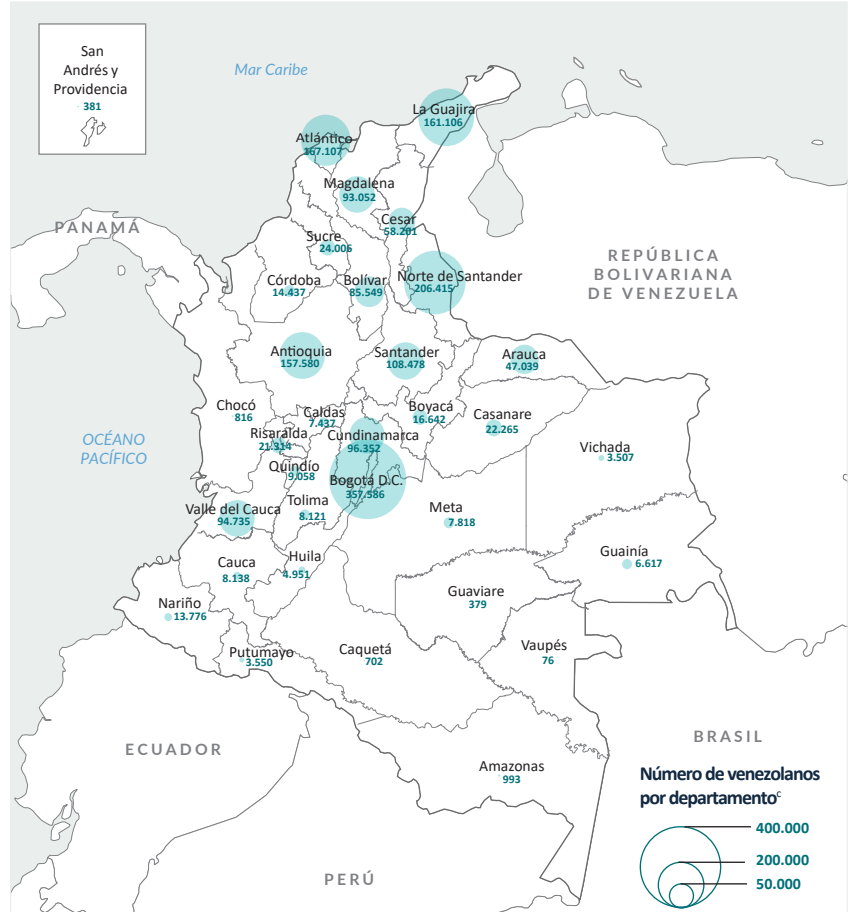 San
Andrés y
Providencia
381
Mar Caribe
La Guajira
161.106
Atlántico
167.107
Magdalena
93.052
Cesar
58.201
PANAMÁ
Sucre
24.006
REPÚBLICA
BOLIVARIANA
DE VENEZUELA
Córdoba
14.437
Bolívar
85.549
Norte de Santander
206.415
Antioquia
157.580
Santander
108.478
Arauca
47.039
Chocó
816
Caldas
7.437
Boyacá
16.642
Casanare
22.265
OCÉANO
PACÍFICO
Risaralda
21.314
Cundinamarca
96.352
Vichada
3.507
Quindío
9.058
Bogotá D.C.
357.586
Valle del Cauca
94.735
Tolima
8.121
Meta
7.818
Cauca
8.138
Huila
4.951
Guainía
6.617
Nariño
13.776
Guaviare
379
Putumayo
3.550
Caquetá
702
Vaupés
76
ECUADOR
BRASIL
Amazonas
993
Número de venezolanos
por departamentoᶜ
400.000
200.000
50.000
PERÚ